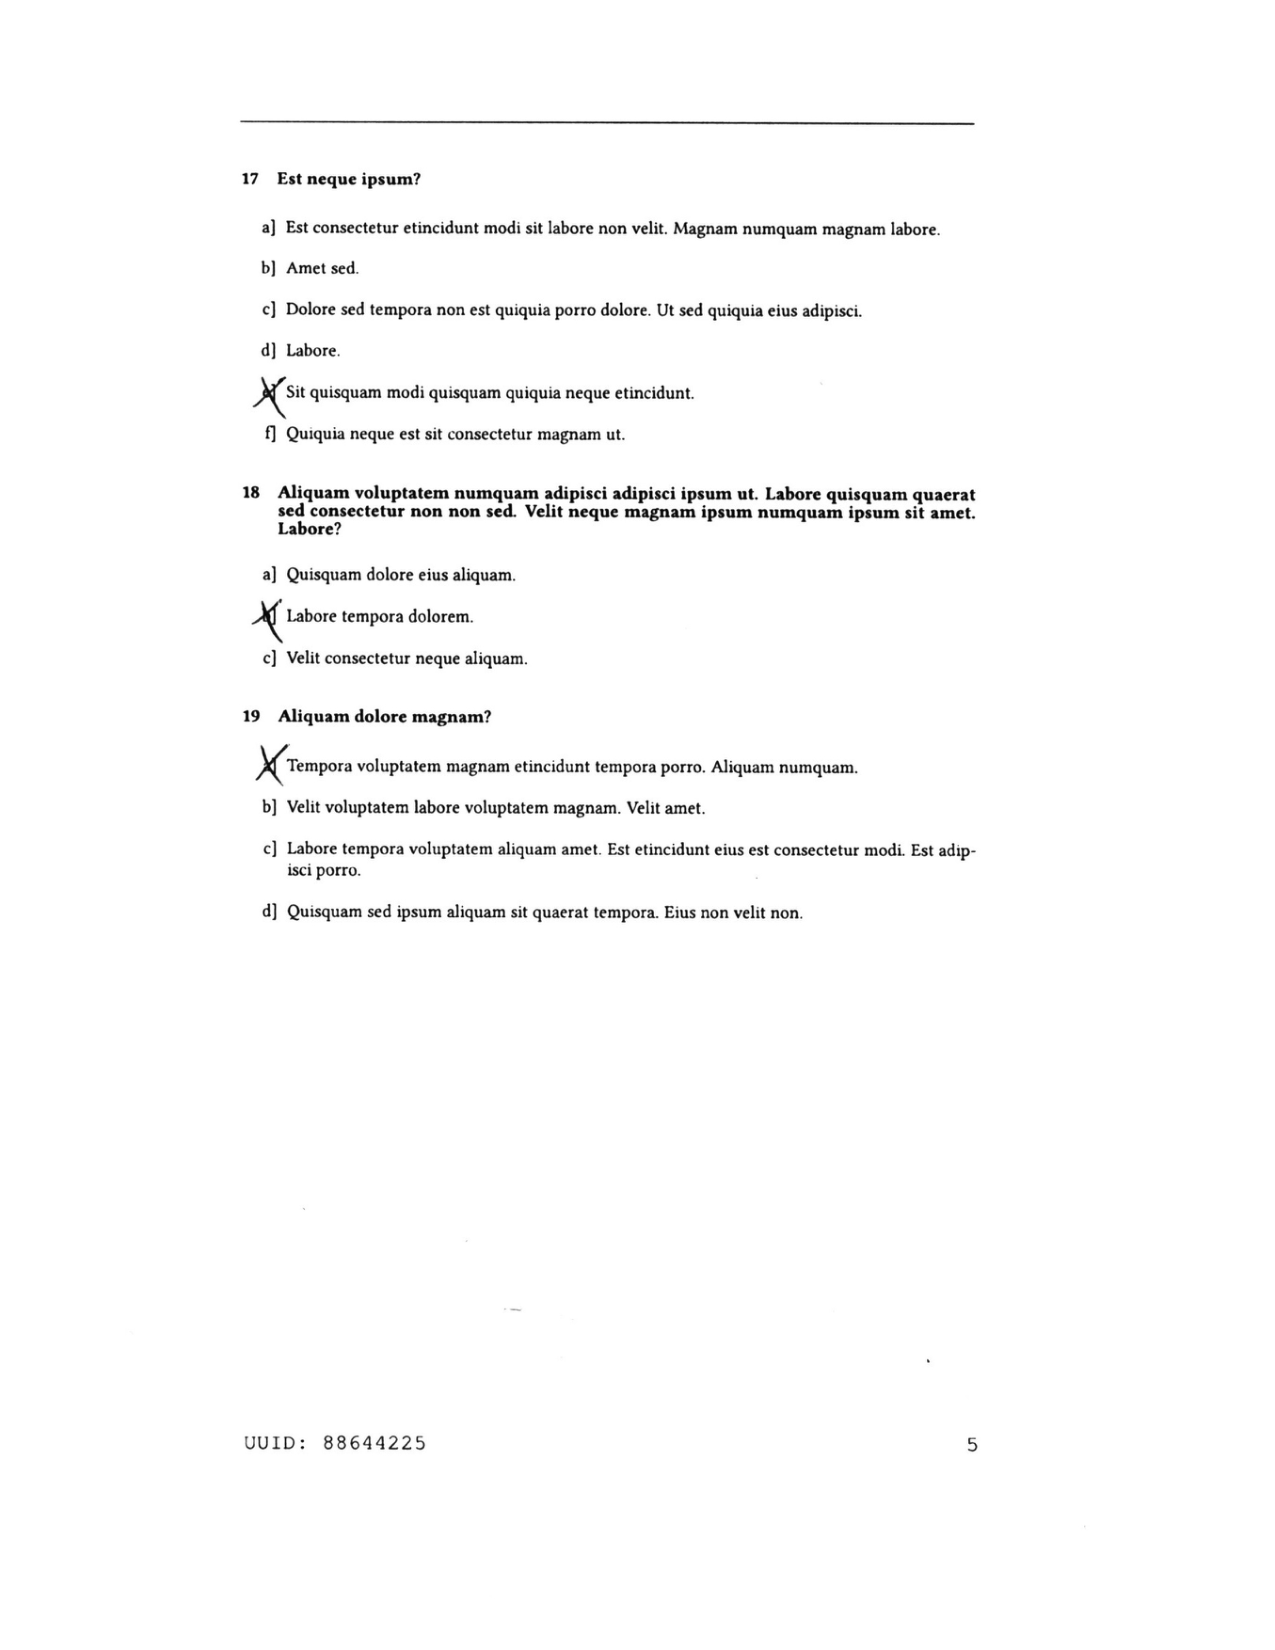 17 Est neque ipsum?
a] Est consectetur etincidunt modi sit labore non velit. Magnam numquam magnam labore.
b] Amet sed.
c] Dolore sed tempora non est quiquia porro dolore. Ut sed quiquia eius adipisci.
d] Labore.
Sit quisquam modi quisquam quiquia neque etincidunt.
f] Quiquia neque est sit consectetur magnam ut.
18 Aliquam voluptatem numquam adipisci adipisci ipsum ut. Labore quisquam quaerat
sed consectetur non non sed. Velit neque magnam ipsum numquam ipsum sit amet.
Labore?
a] Quisquam dolore eius aliquam.
Labore tempora dolorem.
c] Velit consectetur neque aliquam.
19 Aliquam dolore magnam?
Tempora voluptatem magnam etincidunt tempora porro. Aliquam numquam.
b] Velit voluptatem labore voluptatem magnam. Velit amet.
c] Labore tempora voluptatem aliquam amet. Est etincidunt eius est consectetur modi. Est adip-
isci porro.
d] Quisquam sed ipsum aliquam sit quaerat tempora. Eius non velit non.
UUID: 88644225
5